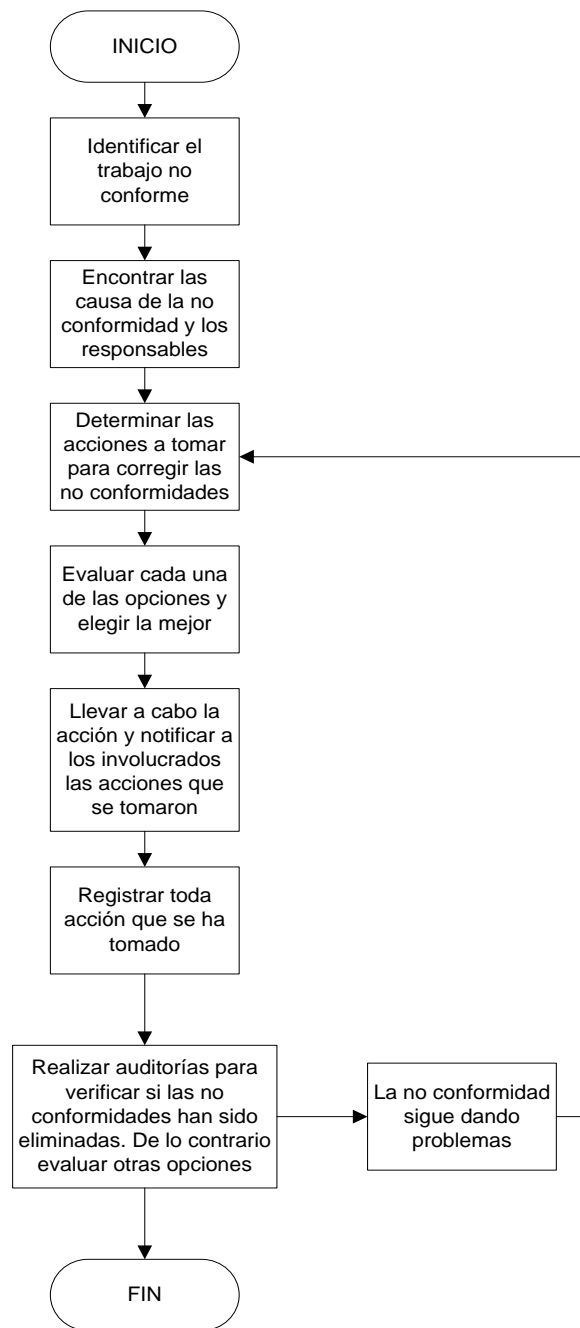 INICIO
Identificar el
trabajo no
conforme
Encontrar las
causa de la no
conformidad y los
responsables
Determinar las
acciones a tomar
para corregir las
no conformidades
Evaluar cada una
de las opciones y
elegir la mejor
Llevar a cabo la
acción y notificar a
los involucrados
las acciones que
se tomaron
Registrar toda
acción que se ha
tomado
Realizar auditorías para
verificar si las no
conformidades han sido
eliminadas. De lo contrario
evaluar otras opciones
La no conformidad
sigue dando
problemas
FIN